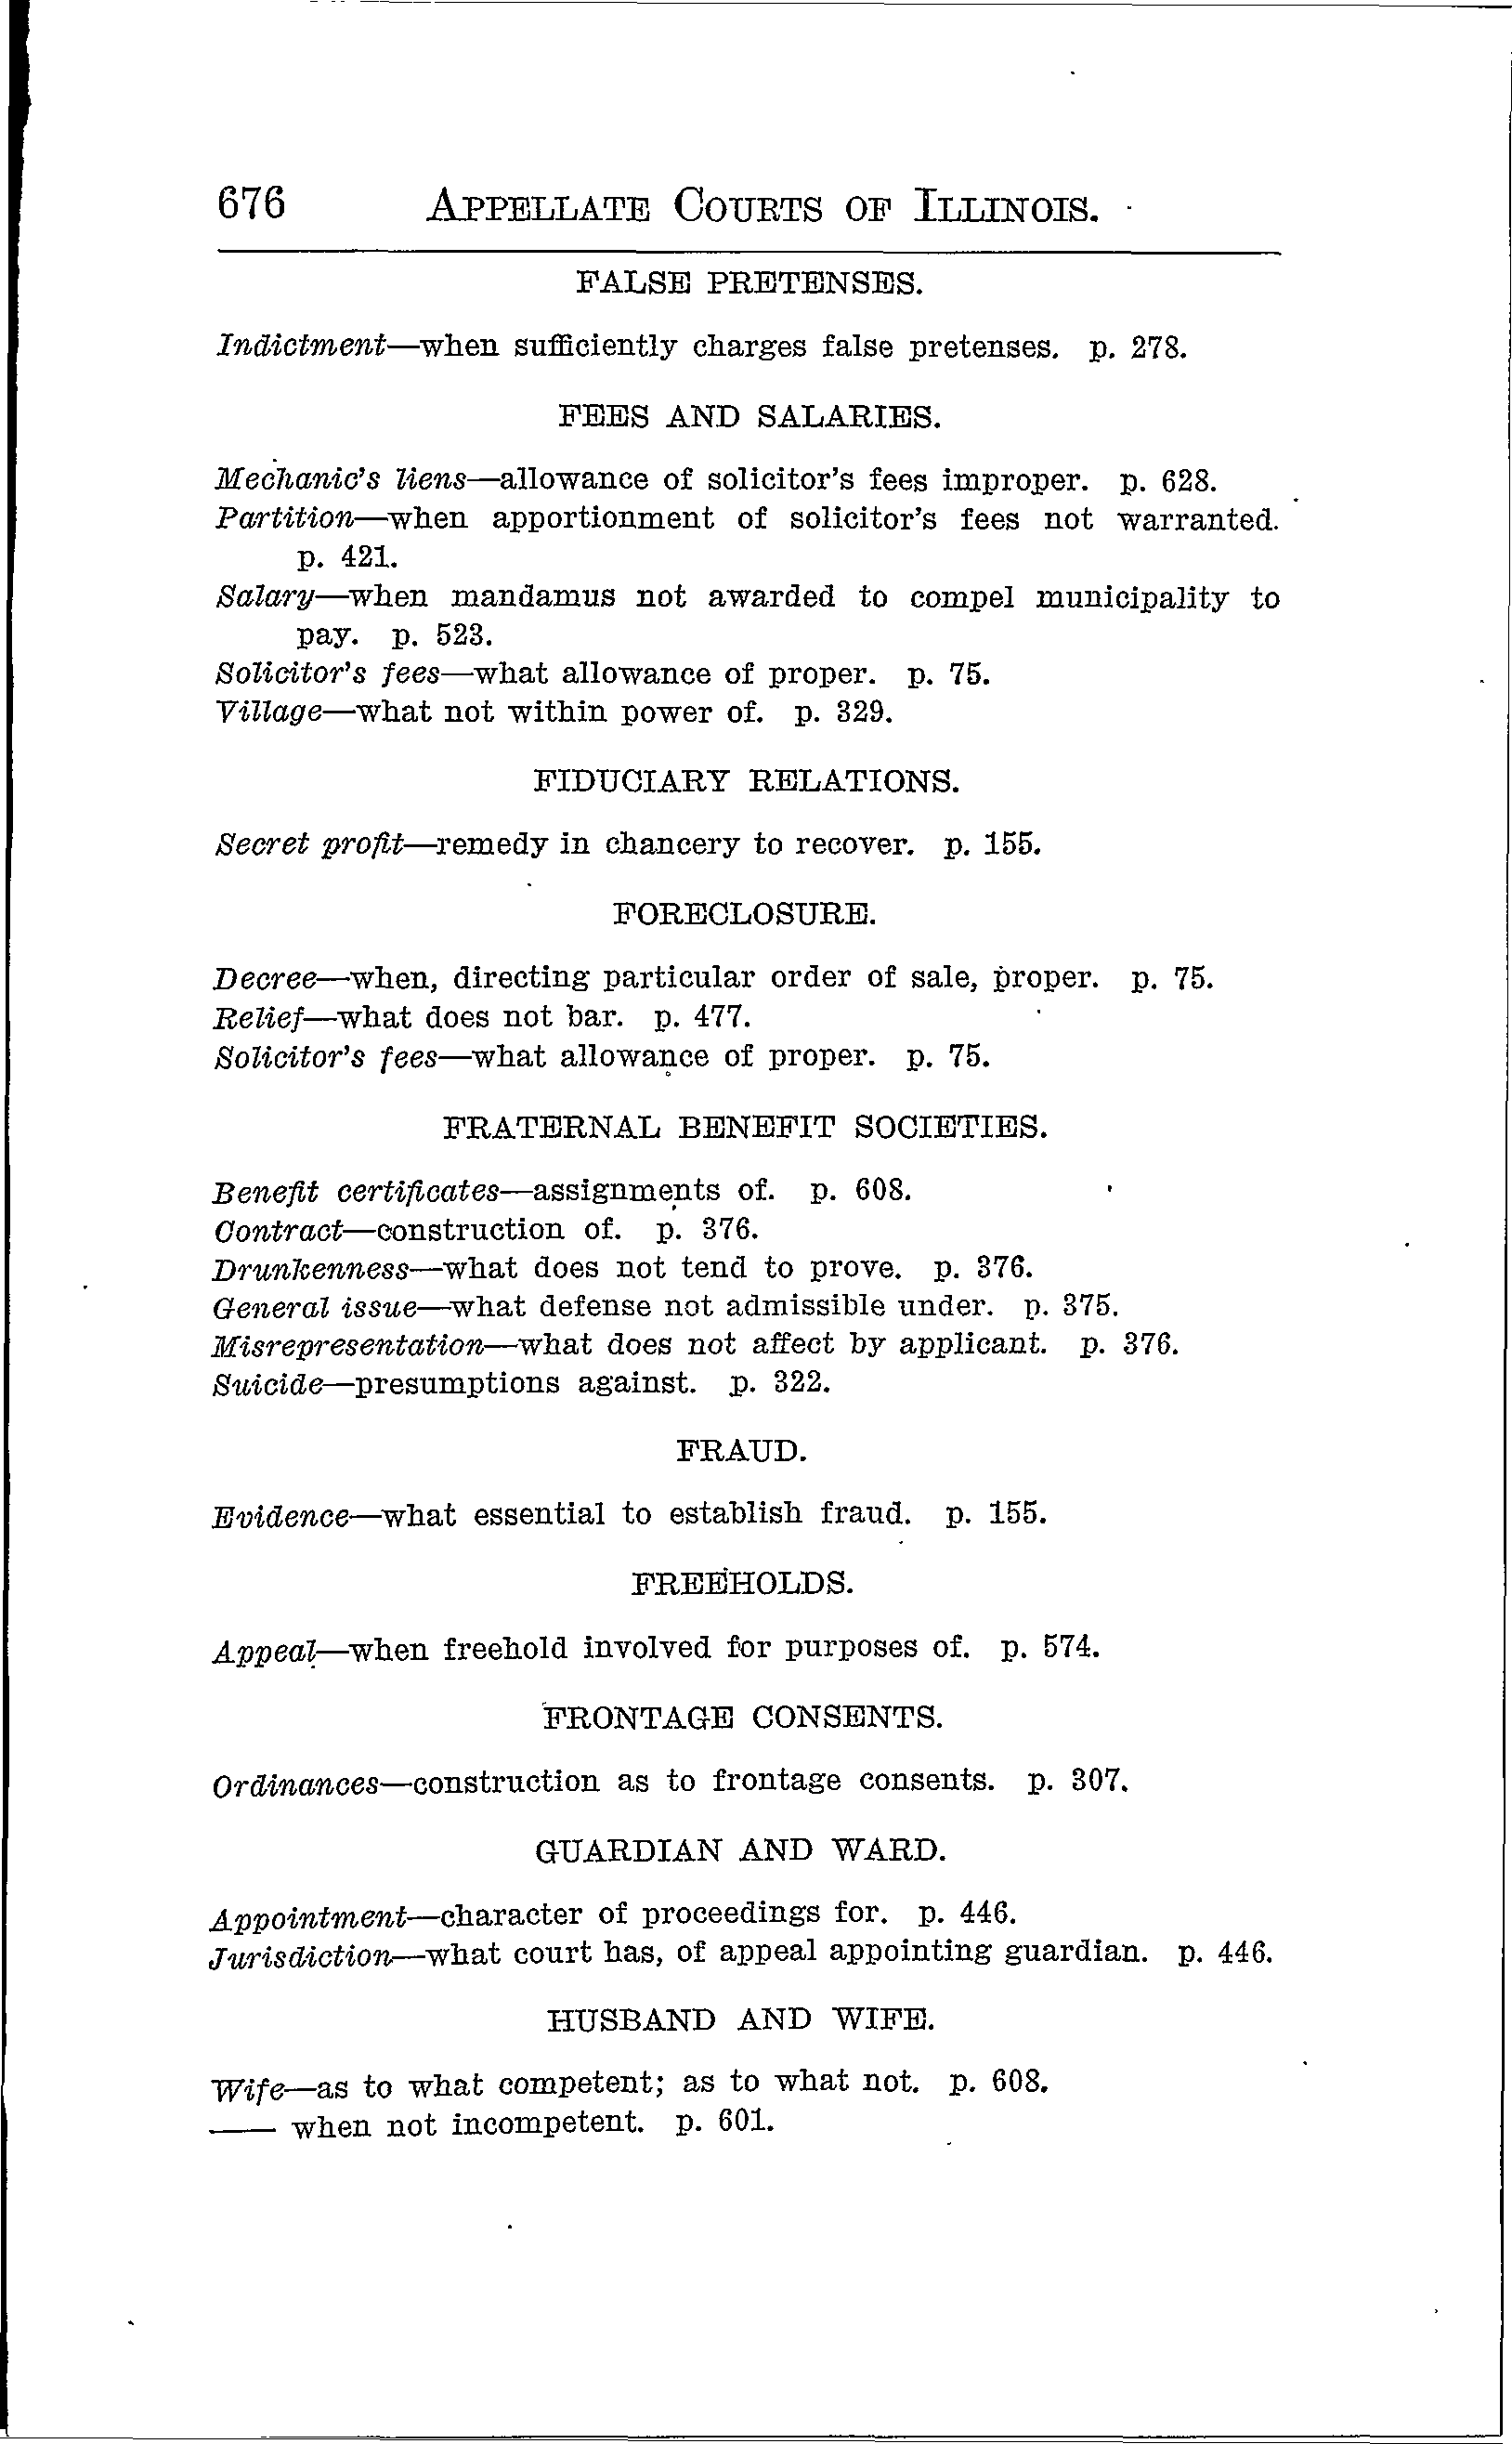 676 APPELLATE COURTS OF ILLINOIS.
FALSE PRETENSES.
Indictment—when sufficiently charges false pretenses. p. 278.
FEES AND SALARIES.
Mechanic's liens—allowance of solicitor's fees improper. p. 628.
Partition—when apportionment of solicitor's fees not warranted.
p. 421.
Salary—when mandamus not awarded to compel municipality to
pay. p. 523.
Solicitor's fees—what allowance of proper. p. 75.
Village—what not within power of. p. 329.
FIDUCIARY RELATIONS.
Secret profit—remedy in chancery to recover. p. 155.
FORECLOSURE.
Decree—when, directing particular order of sale, proper. p. 75.
Relief—what does not bar. p. 477.
Solicitor's fees—what allowance of proper. p. 75.
FRATERNAL BENEFIT SOCIETIES.
Benefit certificates—assignments of. p. 608.
Contract—construction of. p. 376.
Drunkenness—what does not tend to prove. p. 376.
General issue—what defense not admissible under. p. 375.
Misrepresentation—what does not affect by applicant. p. 376.
Suicide—presumptions against. p. 322.
FRAUD.
Evidence—what essential to establish fraud. p. 155.
FREEHOLDS.
Appeal—when freehold involved for purposes of. p. 574.
FRONTAGE CONSENTS.
Ordinances—construction as to frontage consents. p. 307.
GUARDIAN AND WARD.
Appointment—character of proceedings for. p. 446.
Jurisdiction—what court has, of appeal appointing guardian. p. 446.
HUSBAND AND WIFE.
Wife—as to what competent; as to what not. p. 608.
—— when not incompetent. p. 601.